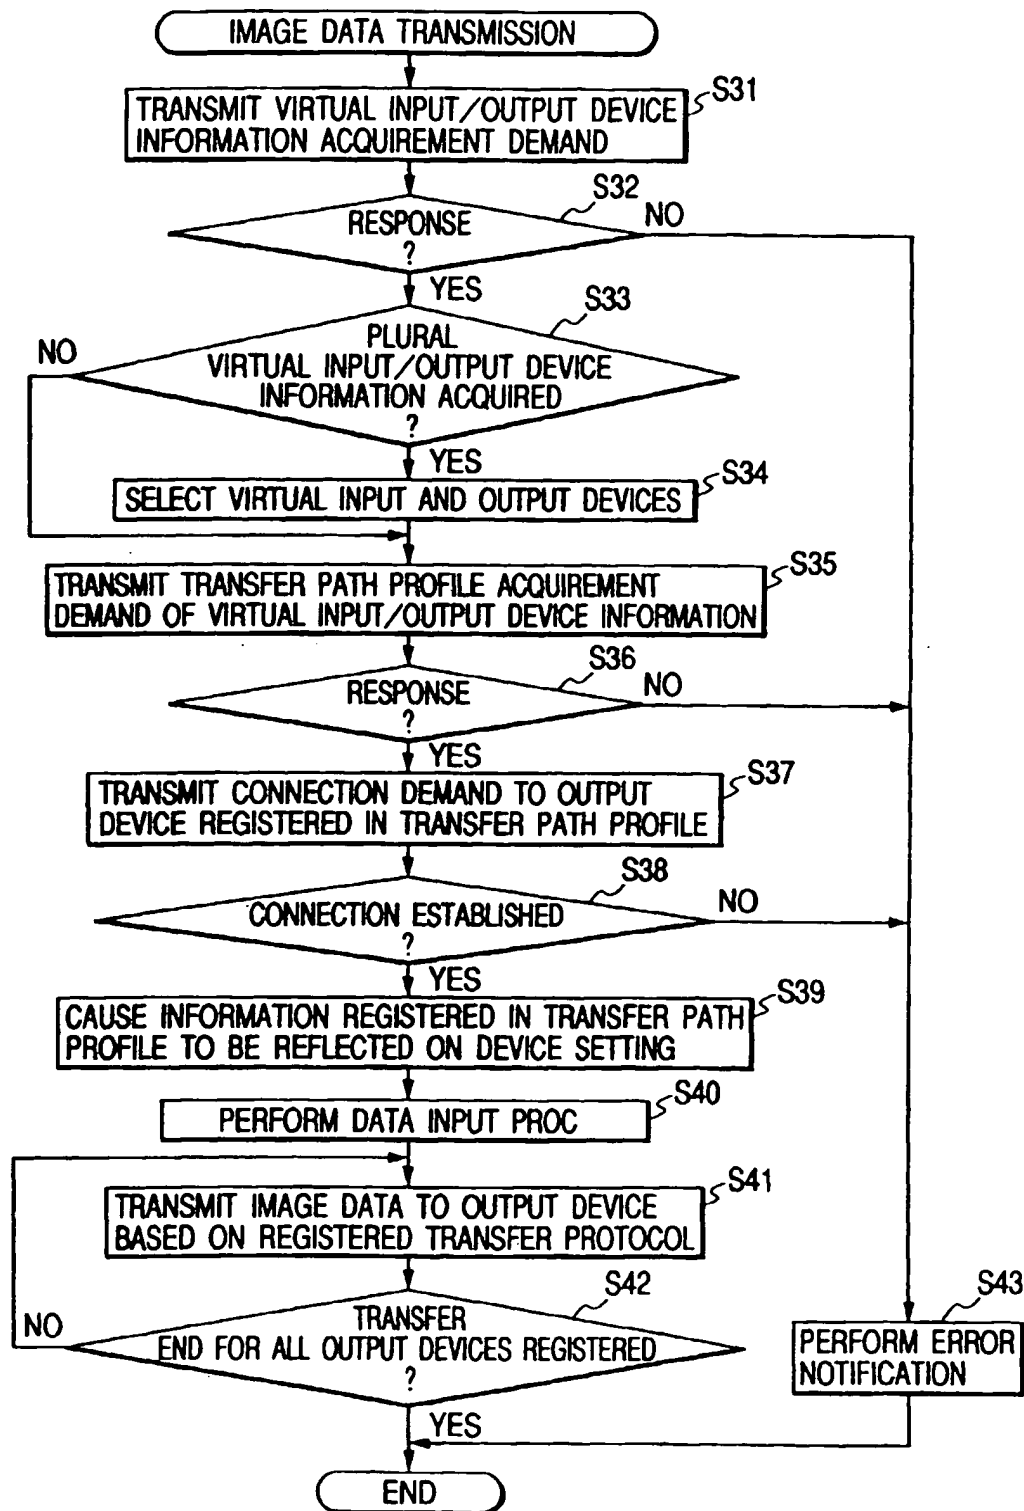 IMAGE DATA TRANSMISSION
S31
TRANSMIT VIRTUAL INPUT/OUTPUT DEVICE
INFORMATION ACQUIREMENT DEMAND
S32
RESPONSE
?
NO
YES
S33
PLURAL
VIRTUAL INPUT/OUTPUT DEVICE
INFORMATION ACQUIRED
?
NO
YES
S34
SELECT VIRTUAL INPUT AND OUTPUT DEVICES
S35
TRANSMIT TRANSFER PATH PROFILE ACQUIREMENT
DEMAND OF VIRTUAL INPUT/OUTPUT DEVICE INFORMATION
S36
RESPONSE
?
NO
YES
S37
TRANSMIT CONNECTION DEMAND TO OUTPUT
DEVICE REGISTERED IN TRANSFER PATH PROFILE
S38
CONNECTION ESTABLISHED
?
NO
YES
S39
CAUSE INFORMATION REGISTERED IN TRANSFER PATH
PROFILE TO BE REFLECTED ON DEVICE SETTING
S40
PERFORM DATA INPUT PROC
S41
TRANSMIT IMAGE DATA TO OUTPUT DEVICE
BASED ON REGISTERED TRANSFER PROTOCOL
S42
TRANSFER
END FOR ALL OUTPUT DEVICES REGISTERED
?
NO
YES
S43
PERFORM ERROR
NOTIFICATION
END